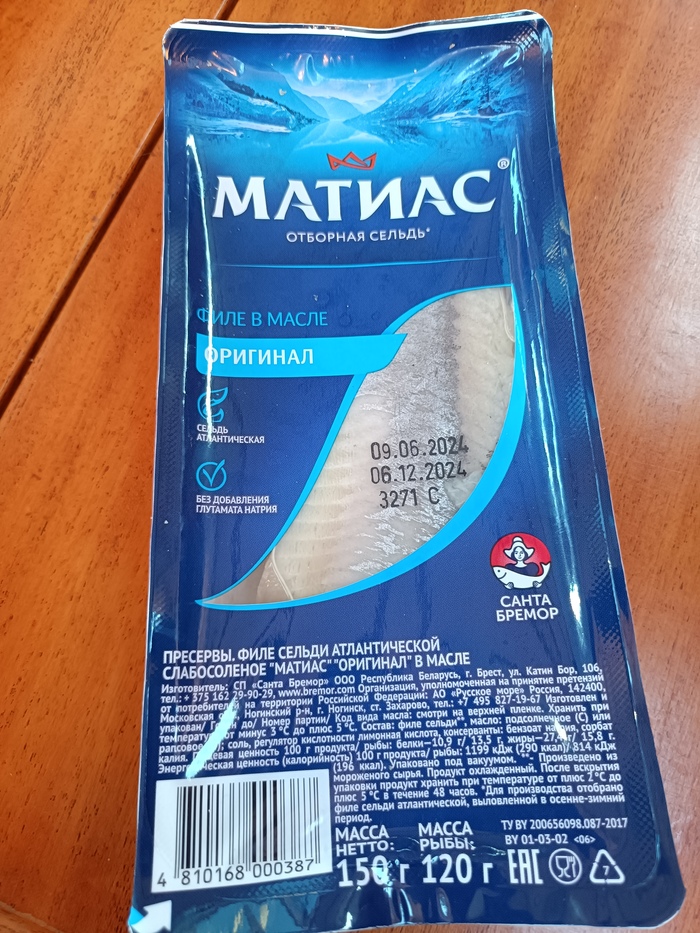 МАТИАС®
ОТБОРНАЯ СЕЛЬДЬ*
ФИЛЕ В МАСЛЕ
ОРИГИНАЛ
СЕЛЬДЬ
АТЛАНТИЧЕСКАЯ
БЕЗ ДОБАВЛЕНИЯ
ГЛУТАМАТА НАТРИЯ
09.06.2024
06.12.2024
3271 С
САНТА
БРЕМОР
ПРЕСЕРВЫ. ФИЛЕ СЕЛЬДИ АТЛАНТИЧЕСКОЙ
СЛАБОСОЛЕНОЕ "МАТИАС" "ОРИГИНАЛ" В МАСЛЕ
Изготовитель: СП «Санта Бремор» ООО Республика Беларусь, г. Брест, ул. Катин Бор, 106,
тел.: + 375 162 29-90-29, www.bremor.com Организация, уполномоченная на принятие претензий
от потребителей на территории Российской Федерации: АО «Русское море» Россия, 142400,
Московская обл., Ногинский р-н, г. Ногинск, ст. Захарово, тел.: +7 495 827-19-67 Изготовлен/
упакован/ Годен до/ Номер партии/ Код вида масла: смотри на верхней пленке. Хранить при
температуре от минус 3 °С до плюс 5 °С. Состав: филе сельди**, масло: подсолнечное (С) или
рапсовое; соль, регулятор кислотности лимонная кислота, консерванты: бензоат натрия, сорбат
калия. Пищевая ценность 100 г продукта/ рыбы: белки—10,9 г/ 12,5 г, жиры—27,4 г/ 15,8 г.
Энергетическая ценность (калорийность) 100 г продукта/ рыбы: 1199 кДж (290 ккал)/ 814 кДж
(196 ккал). Упаковано под вакуумом. **- Произведено из
мороженого сырья. Продукт охлажденный. После вскрытия
упаковки продукт хранить при температуре от плюс 2°С до
плюс 5 °С в течение 48 часов. *Для производства отобрано
филе сельди атлантической, выловленной в осенне-зимний
период.
МАССА НЕТТО: 150 г
МАССА РЫБЫ: 120 г
ТУ BY 200656098.087-2017
BY 01-03-02 <06>
EAC
7
4 810168 000387